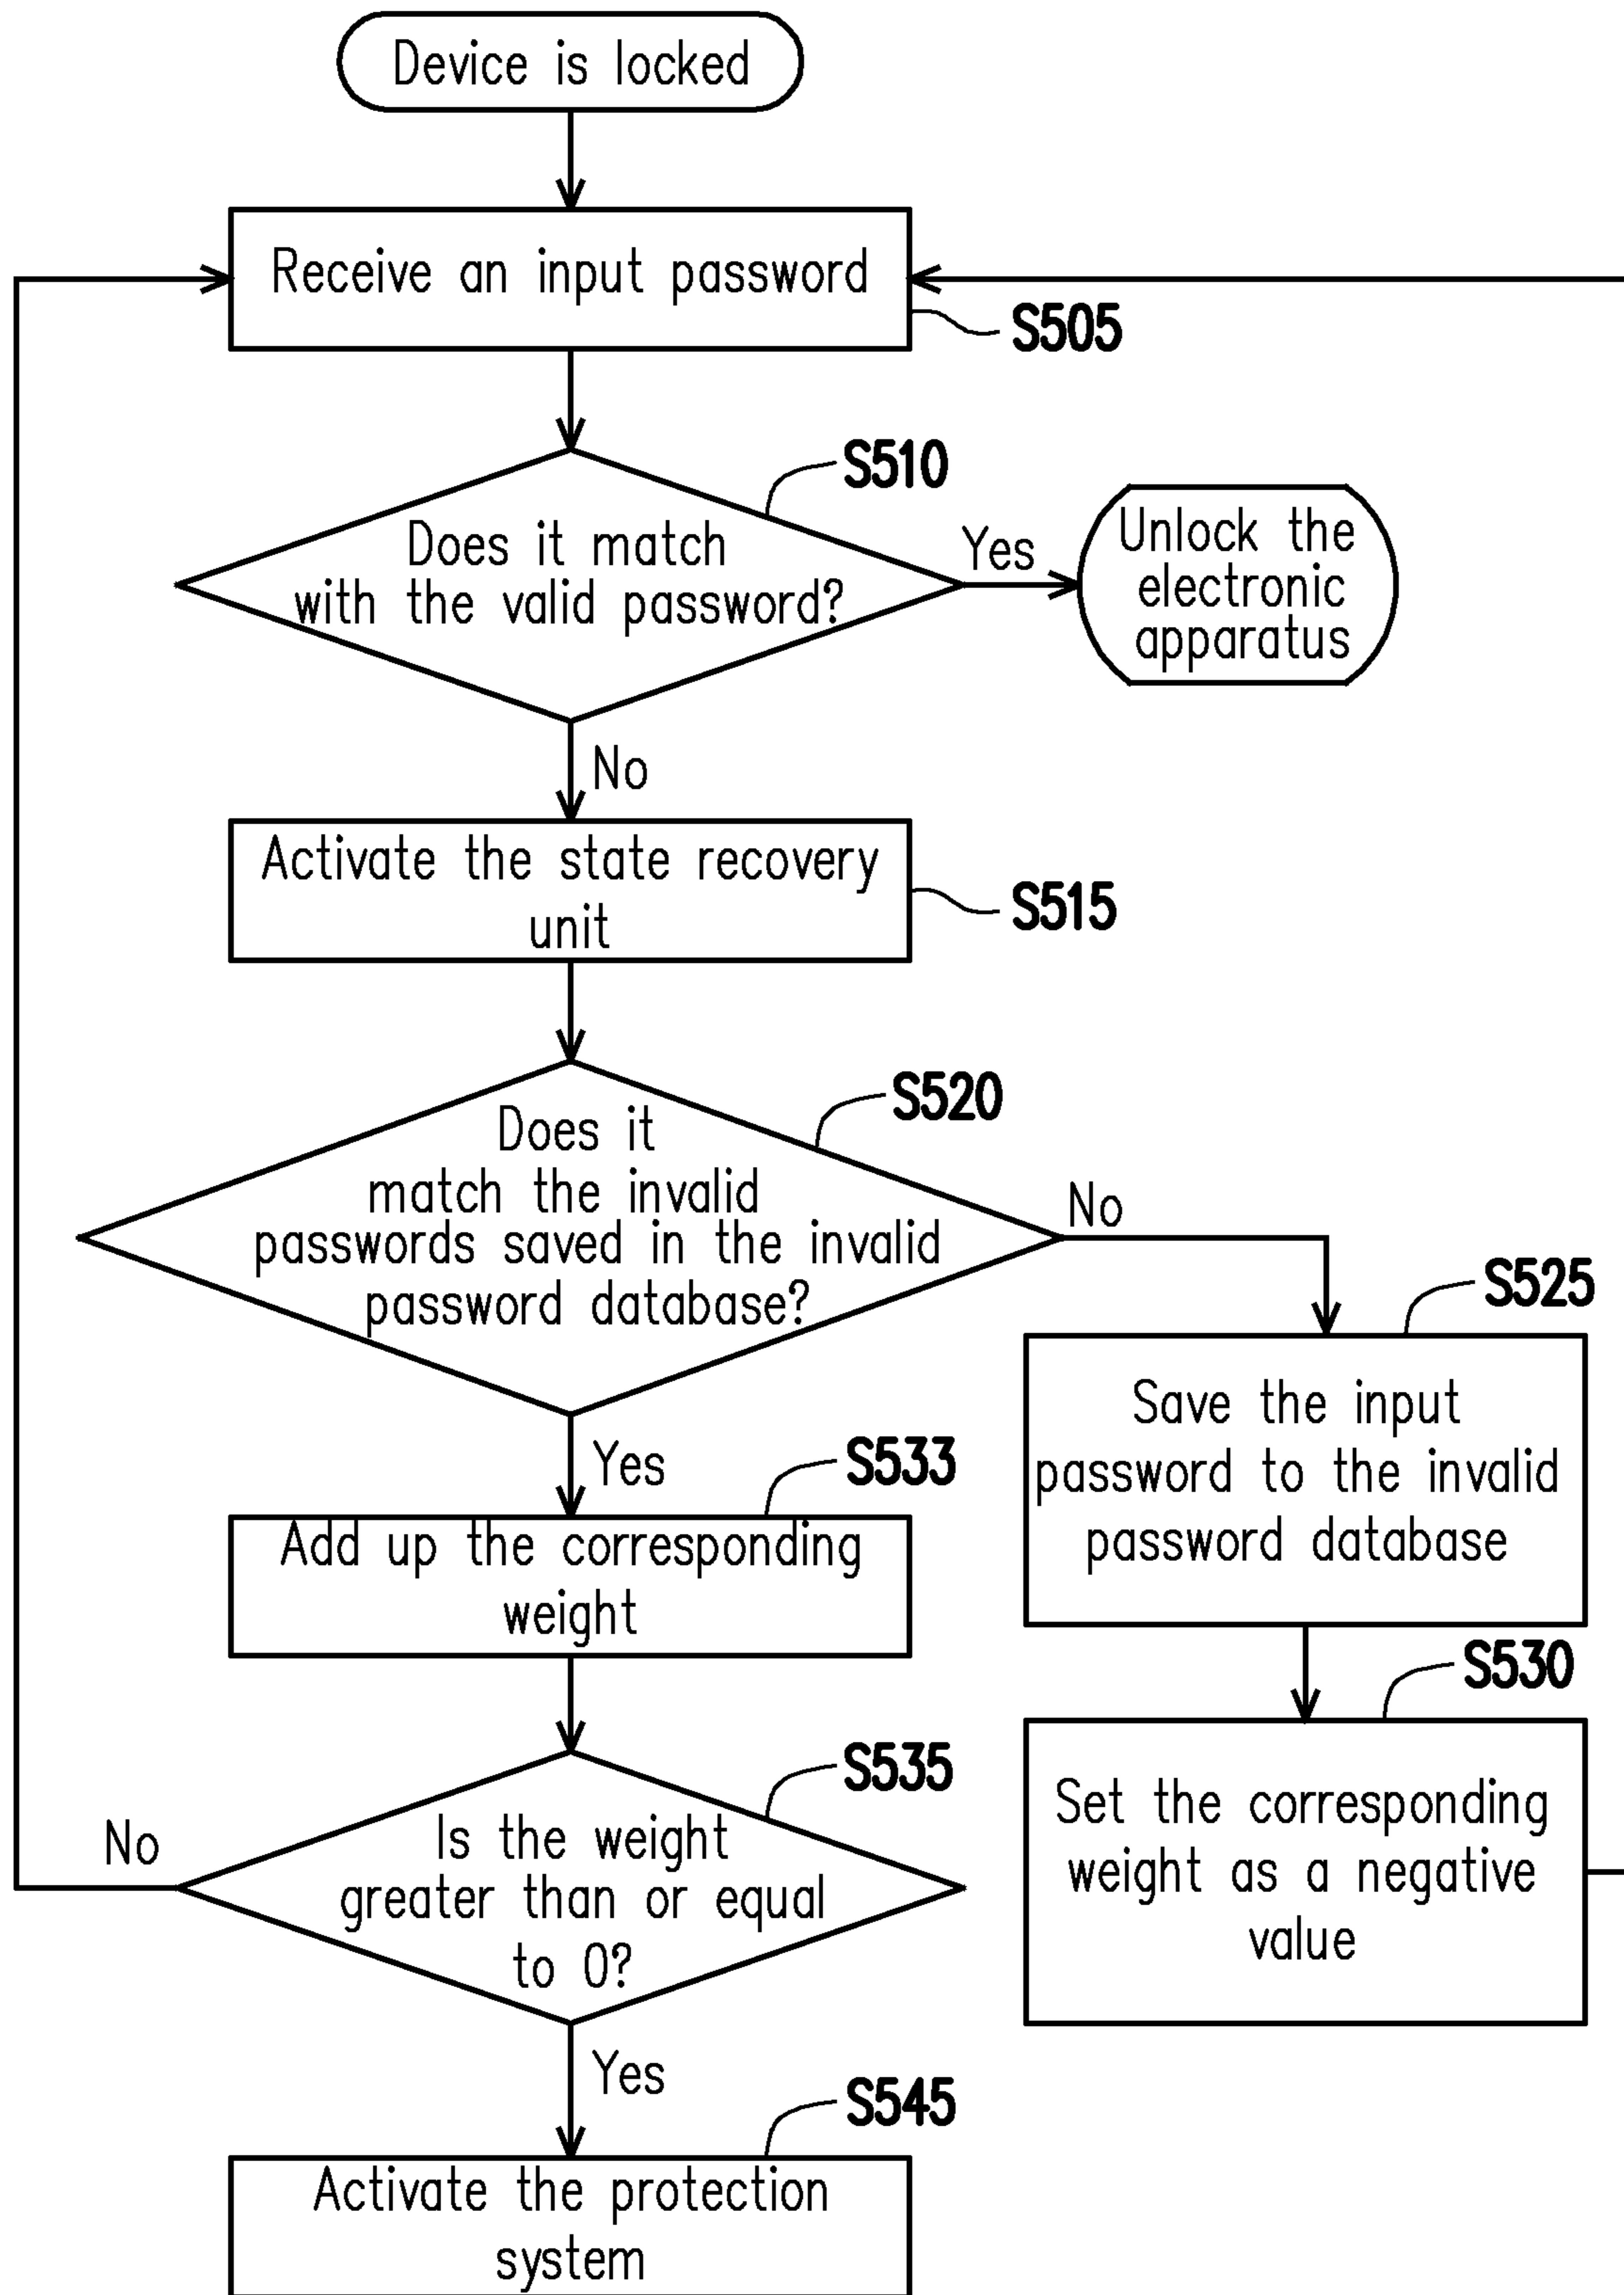 Device is locked
Receive an input password
S505
S510
Does it match
with the valid password?
Yes
Unlock the
electronic
apparatus
No
Activate the state recovery
unit
S515
S520
Does it
match the invalid
passwords saved in the invalid
password database?
No
S525
Save the input
password to the invalid
password database
Yes
S533
Add up the corresponding
weight
S530
Set the corresponding
weight as a negative
value
S535
Is the weight
greater than or equal
to 0?
No
Yes
S545
Activate the protection
system